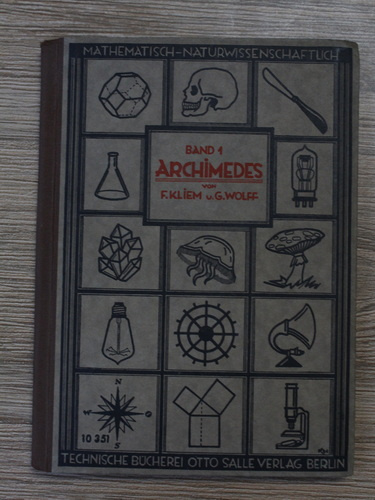 MATHEMATISCH-NATURWISSENSCHAFTLICH
BAND 1
ARCHIMEDES
VON
F. KLIEM U. G. WOLFF
N
W O
S
10 351
TECHNISCHE BÜCHEREI OTTO SALLE VERLAG BERLIN